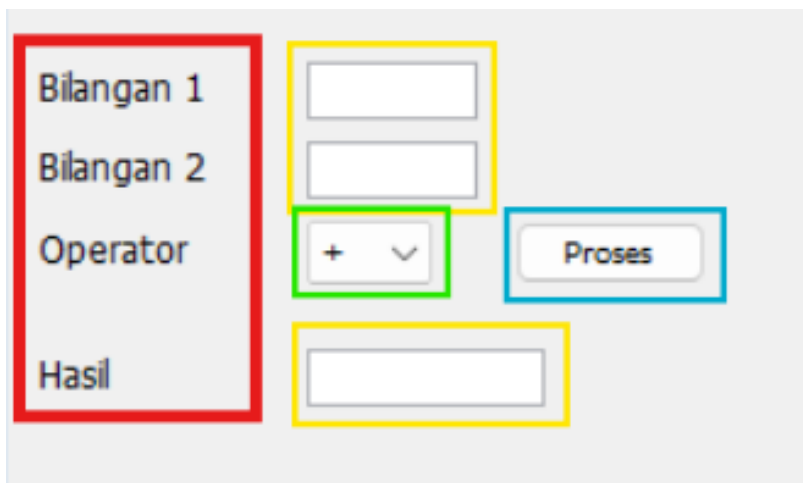 Bilangan 1
Bilangan 2
Operator + Proses
Hasil